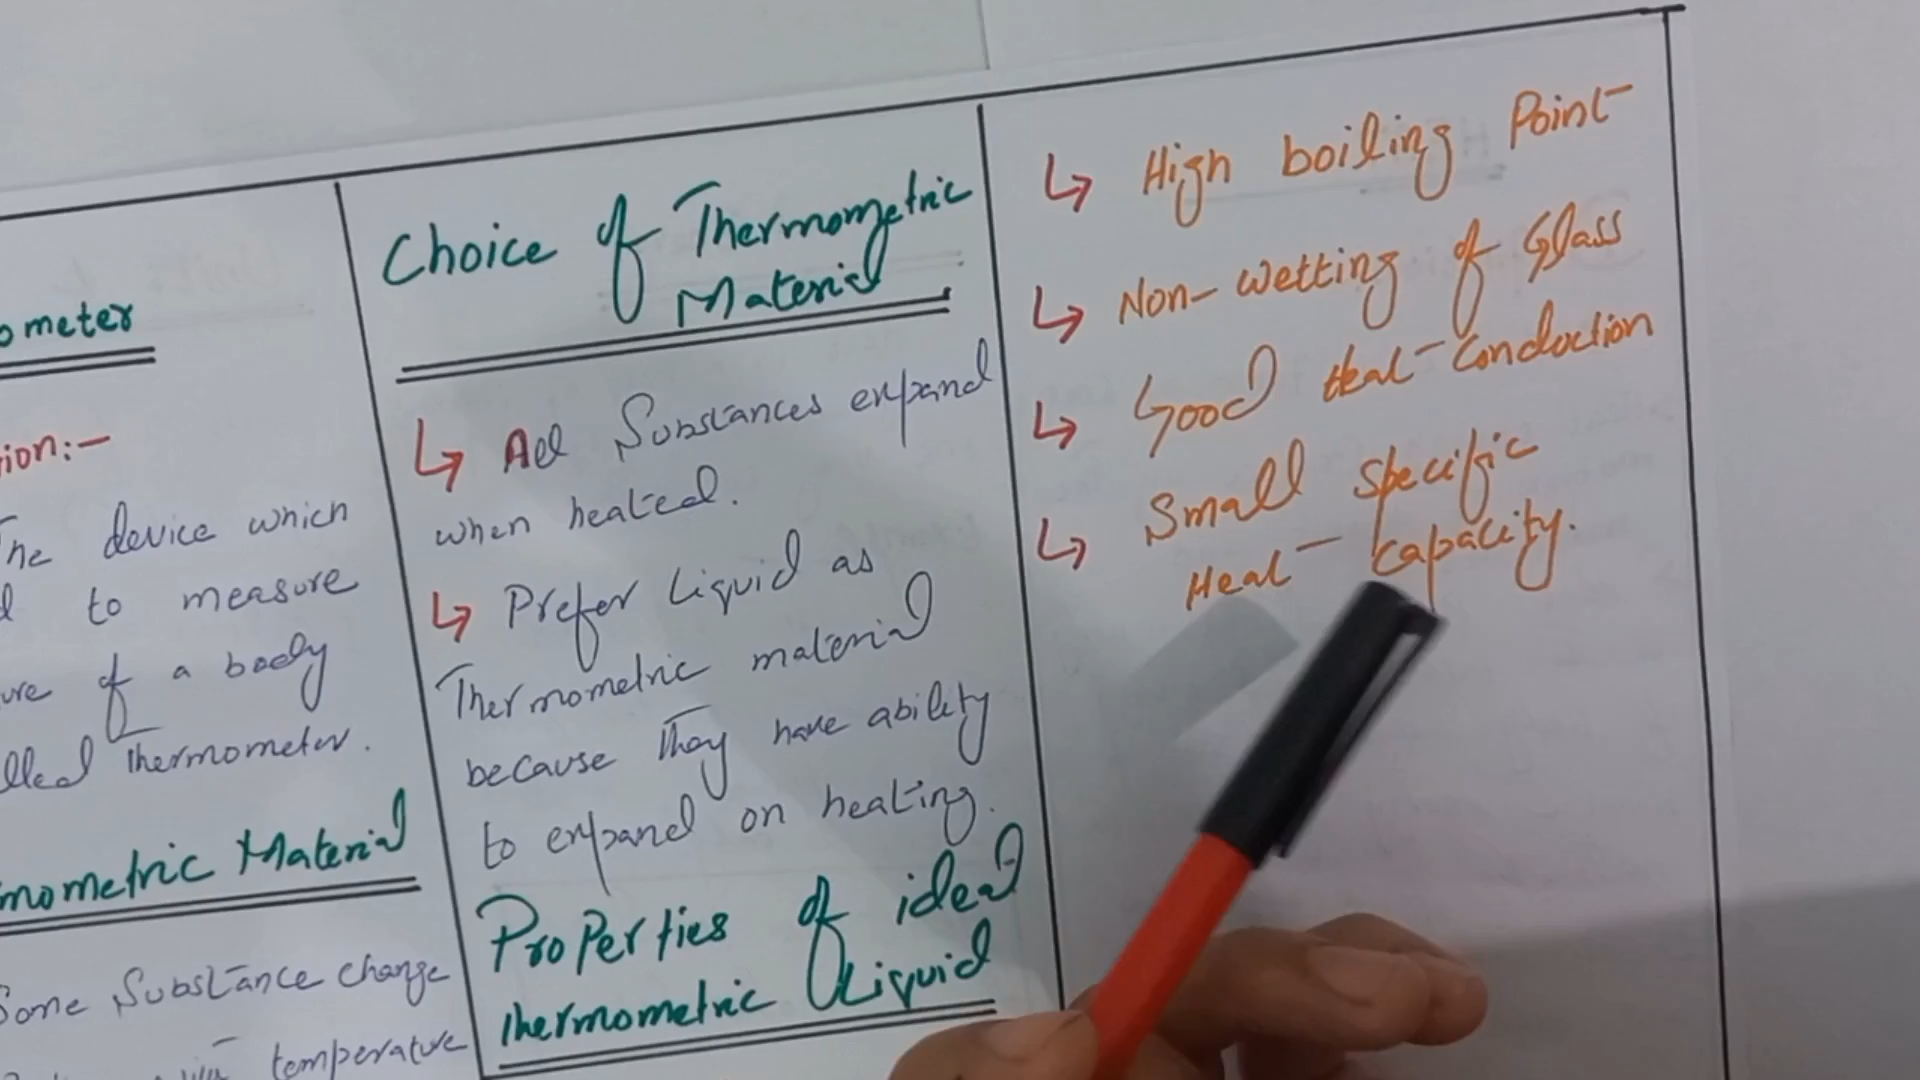 ometer
ion:-
The device which
to measure
ure of a body
lled thermometer.
mometric Material
Some Substance change
temperature
Choice of Thermometric
Material
↳ All Substances expand
when heated.
↳ Prefer Liquid as
Thermometric material
because They have ability
to expand on heating.
Properties of ideal
thermometric Liquid
↳ High boiling Point
↳ Non-wetting of Glass
↳ Good Heat Conduction
↳ Small Specific
Heat Capacity.